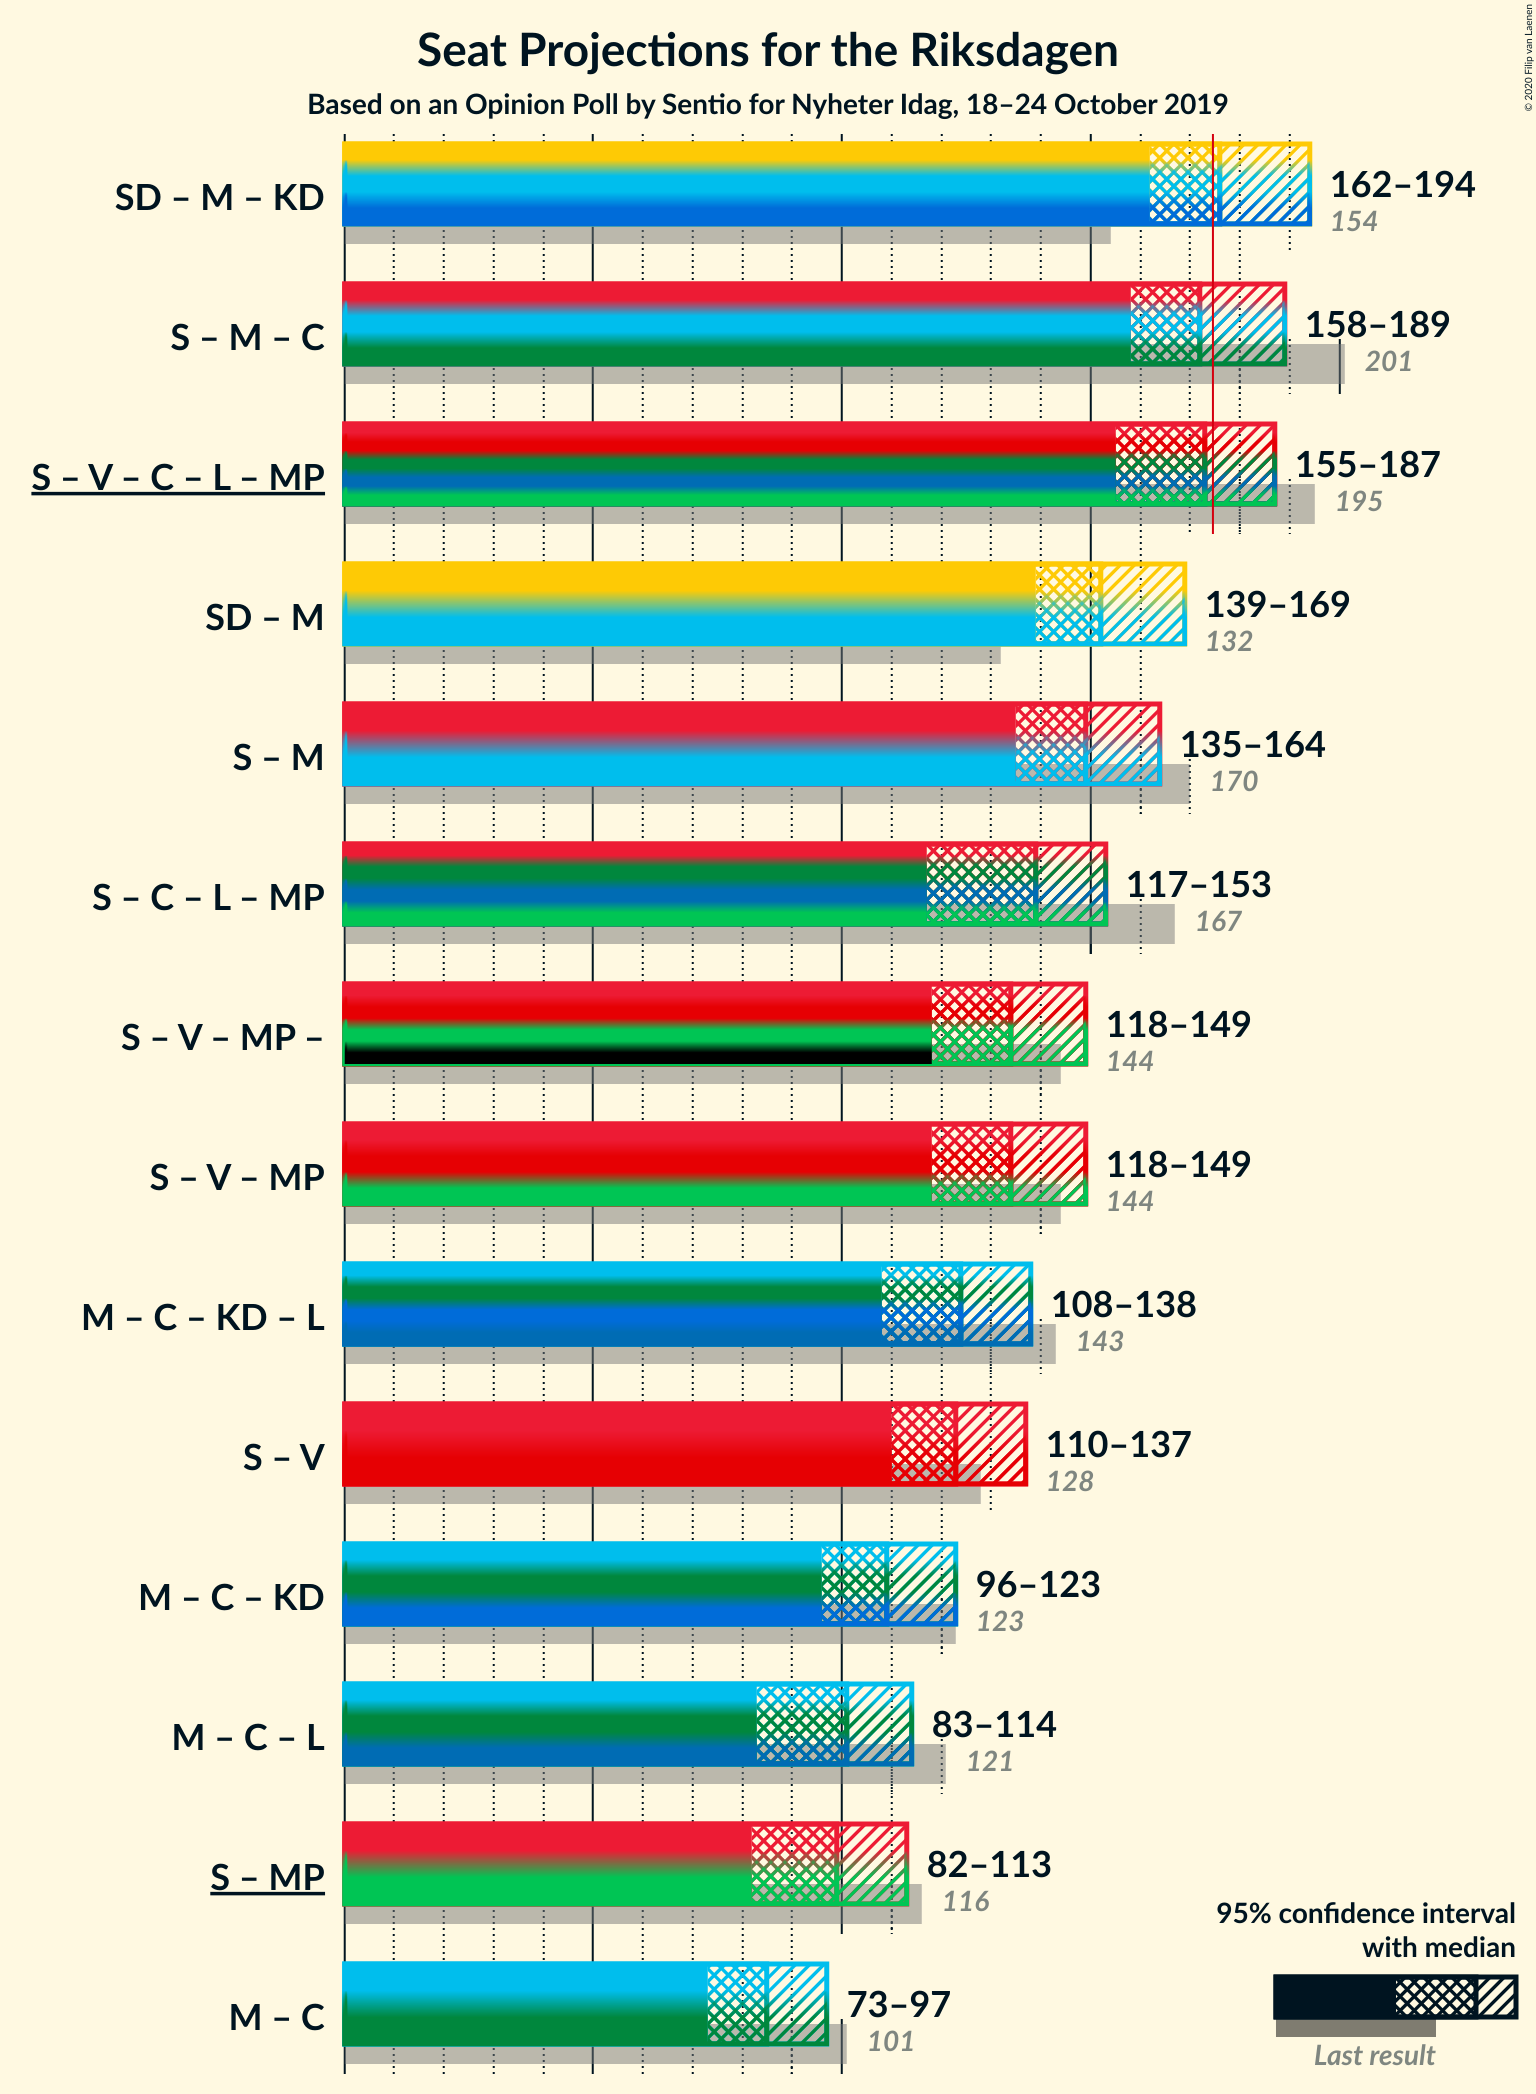 Seat Projections for the Riksdagen
Based on an Opinion Poll by Sentio for Nyheter Idag, 18–24 October 2019
© 2020 Filip van Laenen
SD – M – KD
162–194
154
S – M – C
158–189
201
S – V – C – L – MP
155–187
195
SD – M
139–169
132
S – M
135–164
170
S – C – L – MP
117–153
167
S – V – MP –
118–149
144
S – V – MP
118–149
144
M – C – KD – L
108–138
143
S – V
110–137
128
M – C – KD
96–123
123
M – C – L
83–114
121
S – MP
82–113
116
M – C
73–97
101
95% confidence interval
with median
Last result